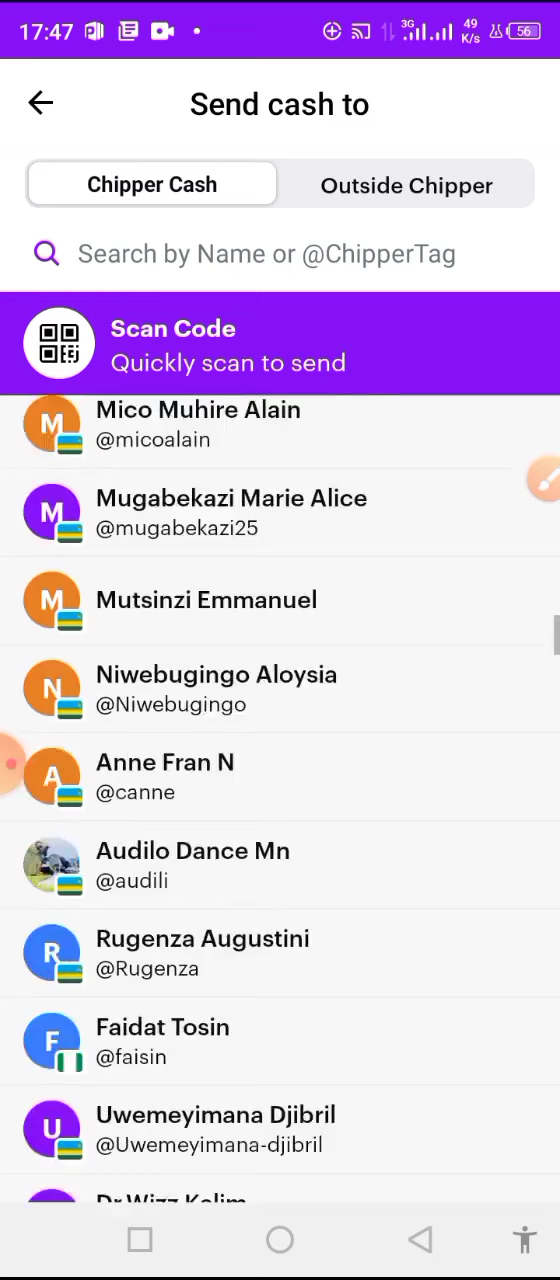 17:47
3G
49
K/s
56
Send cash to
Chipper Cash
Outside Chipper
Search by Name or @ChipperTag
Scan Code
Quickly scan to send
M
Mico Muhire Alain
@micoalain
M
Mugabekazi Marie Alice
@mugabekazi25
M
Mutsinzi Emmanuel
N
Niwebugingo Aloysia
@Niwebugingo
A
Anne Fran N
@canne
Audilo Dance Mn
@audili
R
Rugenza Augustini
@Rugenza
F
Faidat Tosin
@faisin
U
Uwemeyimana Djibril
@Uwemeyimana-djibril